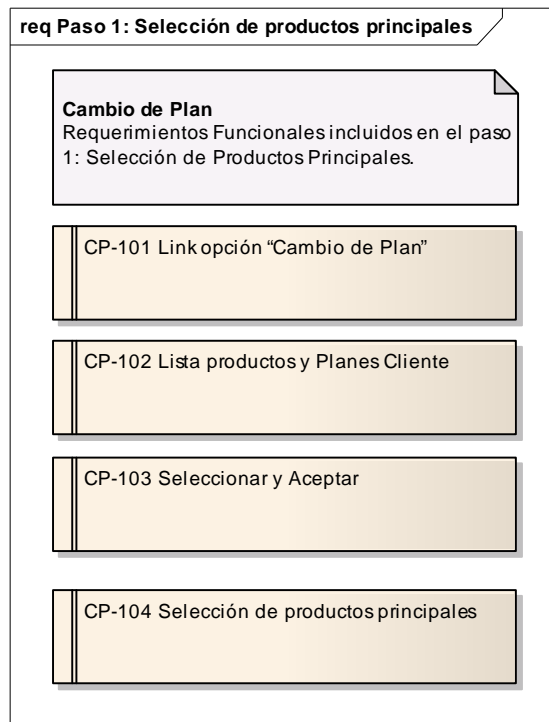 req Paso 1: Selección de productos principales
Cambio de Plan
Requerimientos Funcionales incluidos en el paso
1: Selección de Productos Principales.
CP-101 Link opción “Cambio de Plan”
CP-102 Lista productos y Planes Cliente
CP-103 Seleccionar y Aceptar
CP-104 Selección de productos principales